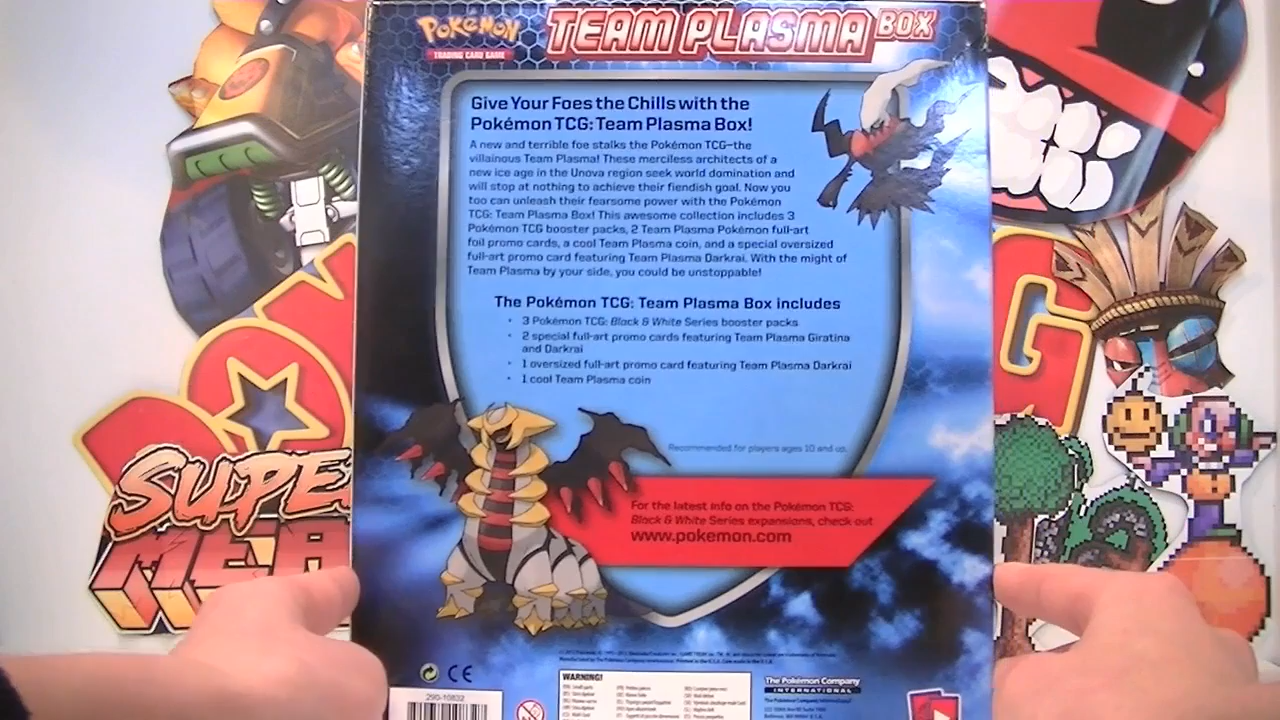 Pokémon
TRADING CARD GAME
TEAM PLASMA BOX
Give Your Foes the Chills with the
Pokémon TCG: Team Plasma Box!
A new and terrible foe stalks the Pokémon TCG—the
villainous Team Plasma! These merciless architects of a
new ice age in the Unova region seek world domination and
will stop at nothing to achieve their fiendish goal. Now you
too can unleash their fearsome power with the Pokémon
TCG: Team Plasma Box! This awesome collection includes 3
Pokémon TCG booster packs, 2 Team Plasma Pokémon full-art
foil promo cards, a cool Team Plasma coin, and a special oversized
full-art promo card featuring Team Plasma Darkrai. With the might of
Team Plasma by your side, you could be unstoppable!
The Pokémon TCG: Team Plasma Box includes
• 3 Pokémon TCG: Black & White Series booster packs
• 2 special full-art promo cards featuring Team Plasma Giratina
and Darkrai
• 1 oversized full-art promo card featuring Team Plasma Darkrai
• 1 cool Team Plasma coin
Recommended for players ages 10 and up.
For the latest info on the Pokémon TCG:
Black & White Series expansions, check out
www.pokemon.com
SUPE
MEA
G
CE
WARNING!
The Pokémon Company
INTERNATIONAL
290-10832